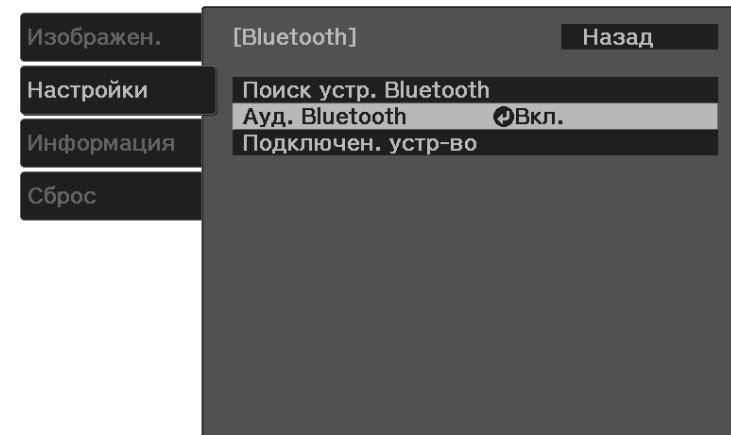 Изображен.
Настройки
Информация
Сброс
[Bluetooth]
Назад
Поиск устр. Bluetooth
Ауд. Bluetooth Вкл.
Подключен. устр-во